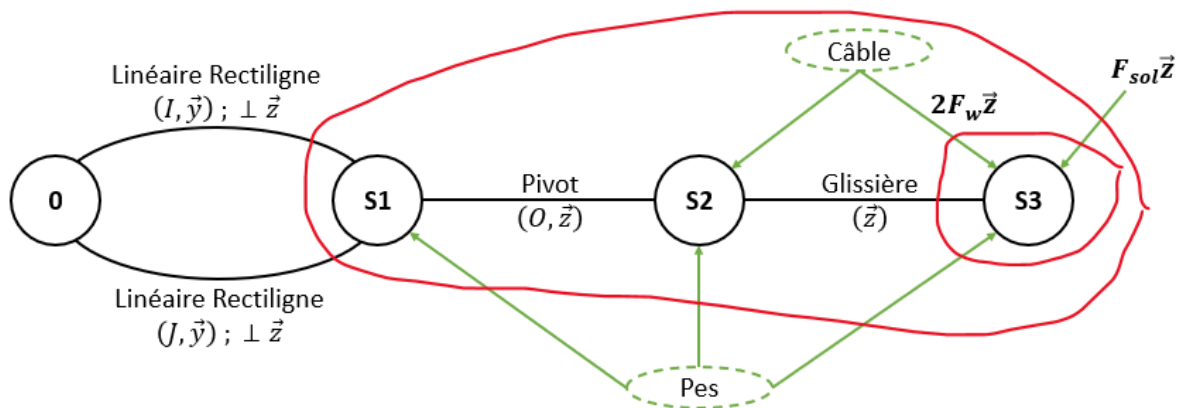 Câble
Linéaire Rectiligne
(I, y⃗) ; ⊥ z⃗
F_sol z⃗
2F_w z⃗
0
S1
Pivot
(O, z⃗)
S2
Glissière
(z⃗)
S3
Linéaire Rectiligne
(J, y⃗) ; ⊥ z⃗
Pes